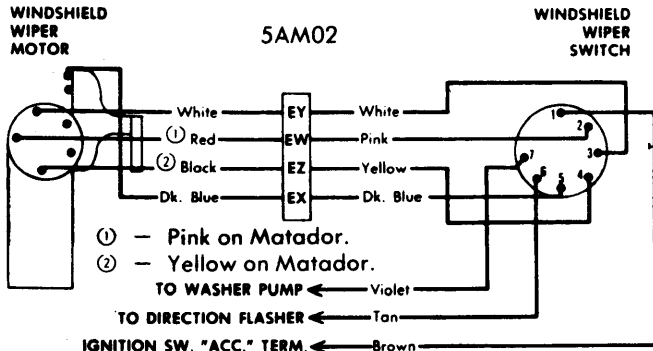 WINDSHIELD
WIPER
MOTOR
5AM02
WINDSHIELD
WIPER
SWITCH
White EY White
① Red EW Pink
② Black EZ Yellow
Dk. Blue EX Dk. Blue
1
2
3
4
5
6
7
① — Pink on Matador.
② — Yellow on Matador.
TO WASHER PUMP Violet
TO DIRECTION FLASHER Tan
IGNITION SW. "ACC." TERM. Brown